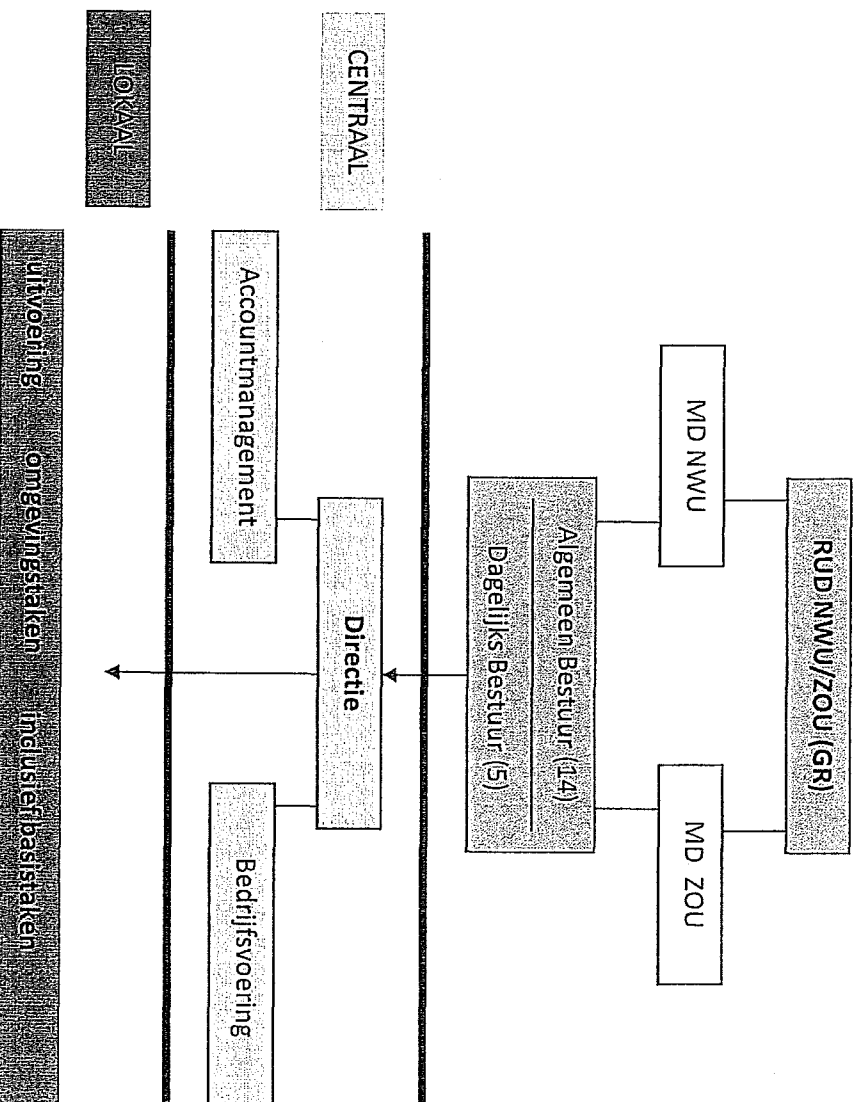 RUD NWU/ZOU (GR)
MD NWU
MD ZOU
Algemeen Bestuur (14)
Dagelijks Bestuur (5)
CENTRAAL
Directie
Accountmanagement
Bedrijfsvoering
LOKAAL
uitvoering omgevingstaken inclusief basistaken